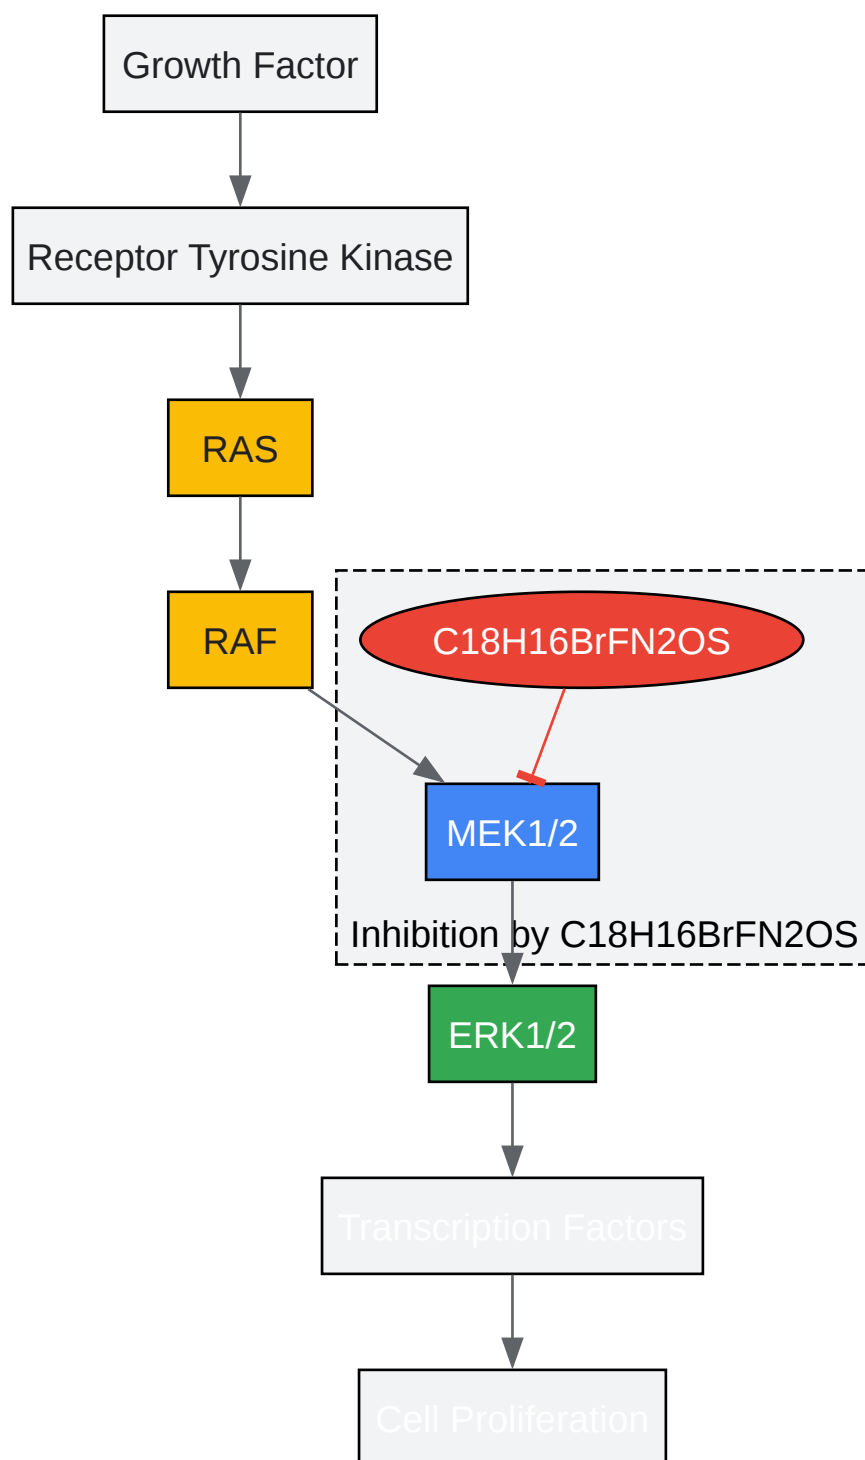 Growth Factor
Receptor Tyrosine Kinase
RAS
RAF
C18H16BrFN2OS
MEK1/2
Inhibition by C18H16BrFN2OS
ERK1/2
Transcription Factors
Cell Proliferation